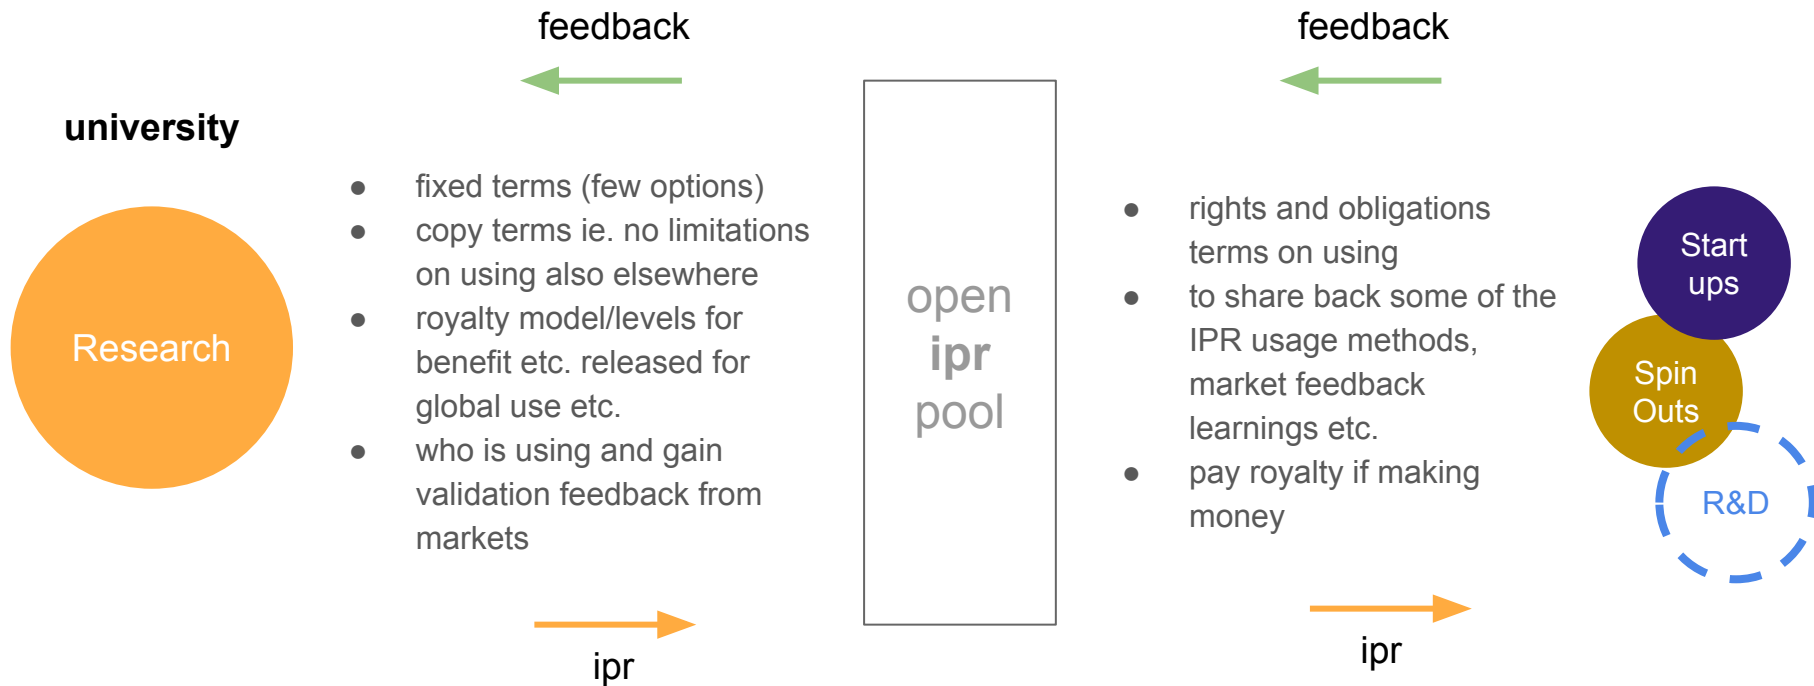 feedback
feedback
university
Research
● fixed terms (few options)
● copy terms ie. no limitations
on using also elsewhere
● royalty model/levels for
benefit etc. released for
global use etc.
● who is using and gain
validation feedback from
markets
ipr
open
ipr
pool
● rights and obligations
terms on using
● to share back some of the
IPR usage methods,
market feedback
learnings etc.
● pay royalty if making
money
ipr
Start
ups
Spin
Outs
R&D